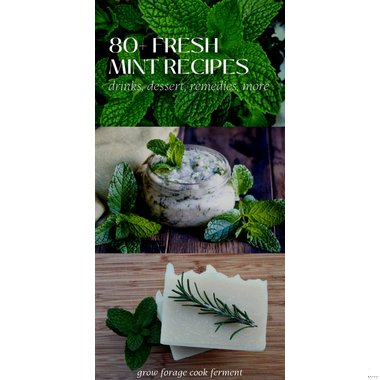 80+ FRESH
MINT RECIPES
drinks, dessert, remedies, more
grow forage cook ferment